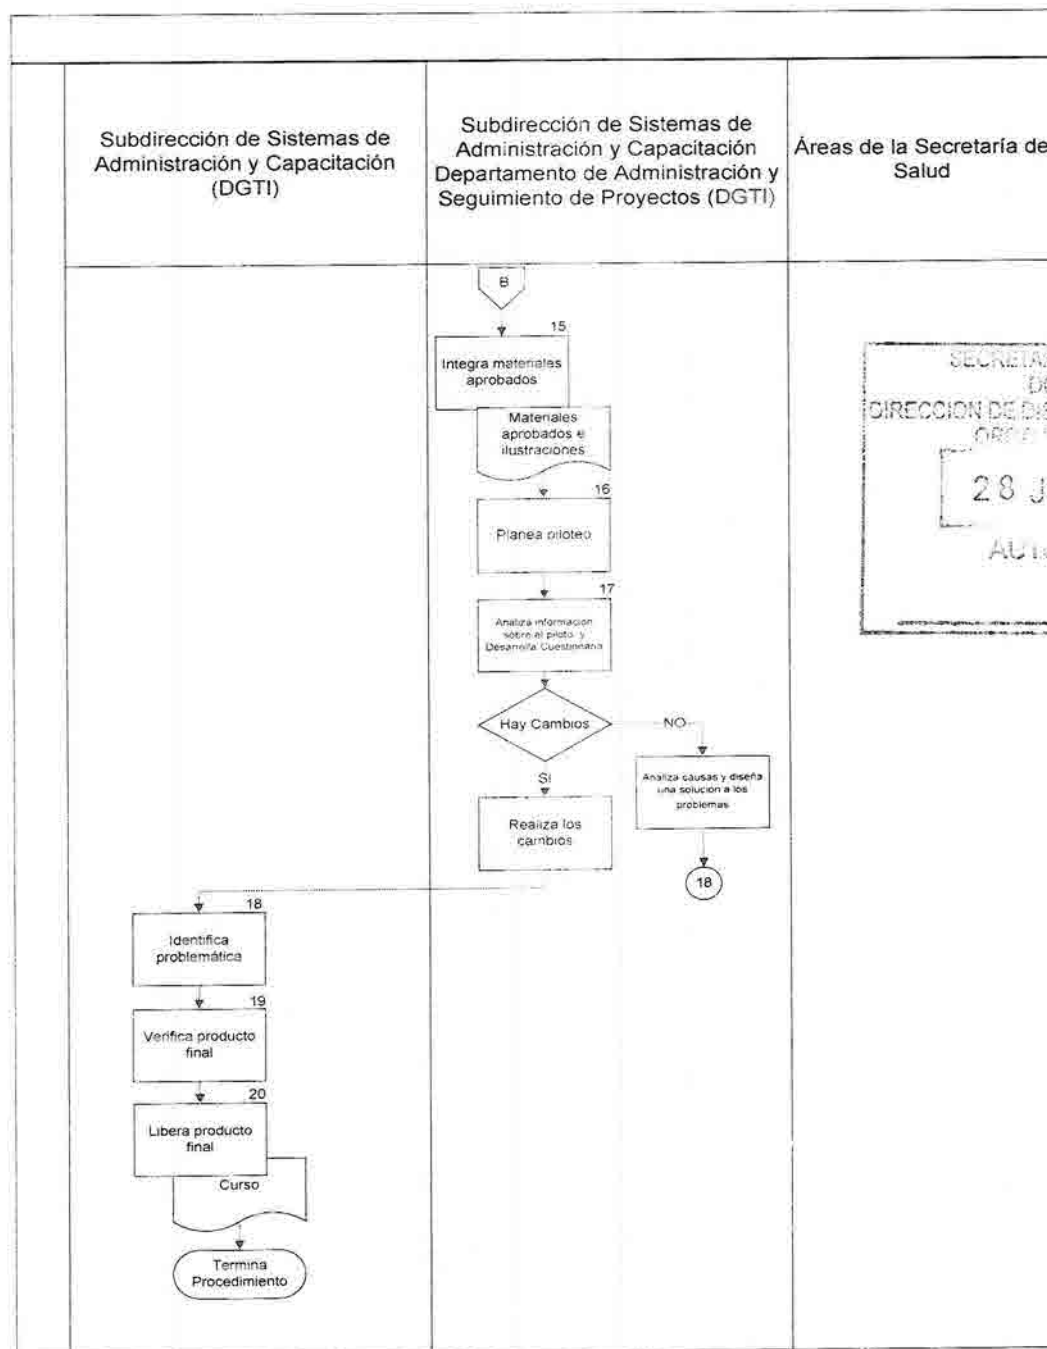 Subdirección de Sistemas de
Administración y Capacitación
(DGTI)
Subdirección de Sistemas de
Administración y Capacitación
Departamento de Administración y
Seguimiento de Proyectos (DGTI)
Áreas de la Secretaría de
Salud
B
15
Integra materiales
aprobados
Materiales
aprobados e
ilustraciones
16
Planea piloteo
17
Analiza información
sobre el piloto y
Desarrolla Cuestionario
Hay Cambios
NO
SI
Analiza causas y diseña
una solución a los
problemas
Realiza los
cambios
18
18
Identifica
problemática
19
Verifica producto
final
20
Libera producto
final
Curso
Termina
Procedimiento
DIRECCION DE
28 J